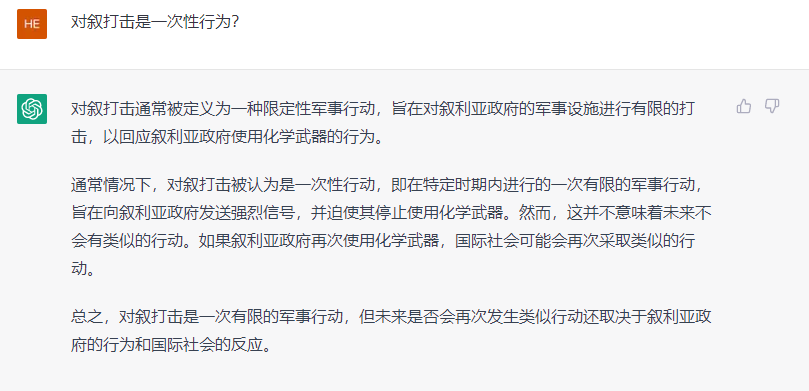 HE
对叙打击是一次性行为?
对叙打击通常被定义为一种限定性军事行动，旨在对叙利亚政府的军事设施进行有限的打
击，以回应叙利亚政府使用化学武器的行为。
通常情况下，对叙打击被认为是一次性行动，即在特定时期内进行的一次有限的军事行动，
旨在向叙利亚政府发送强烈信号，并迫使其停止使用化学武器。然而，这并不意味着未来不
会有类似的行动。如果叙利亚政府再次使用化学武器，国际社会可能会再次采取类似的行
动。
总之，对叙打击是一次有限的军事行动，但未来是否会再次发生类似行动还取决于叙利亚政
府的行为和国际社会的反应。